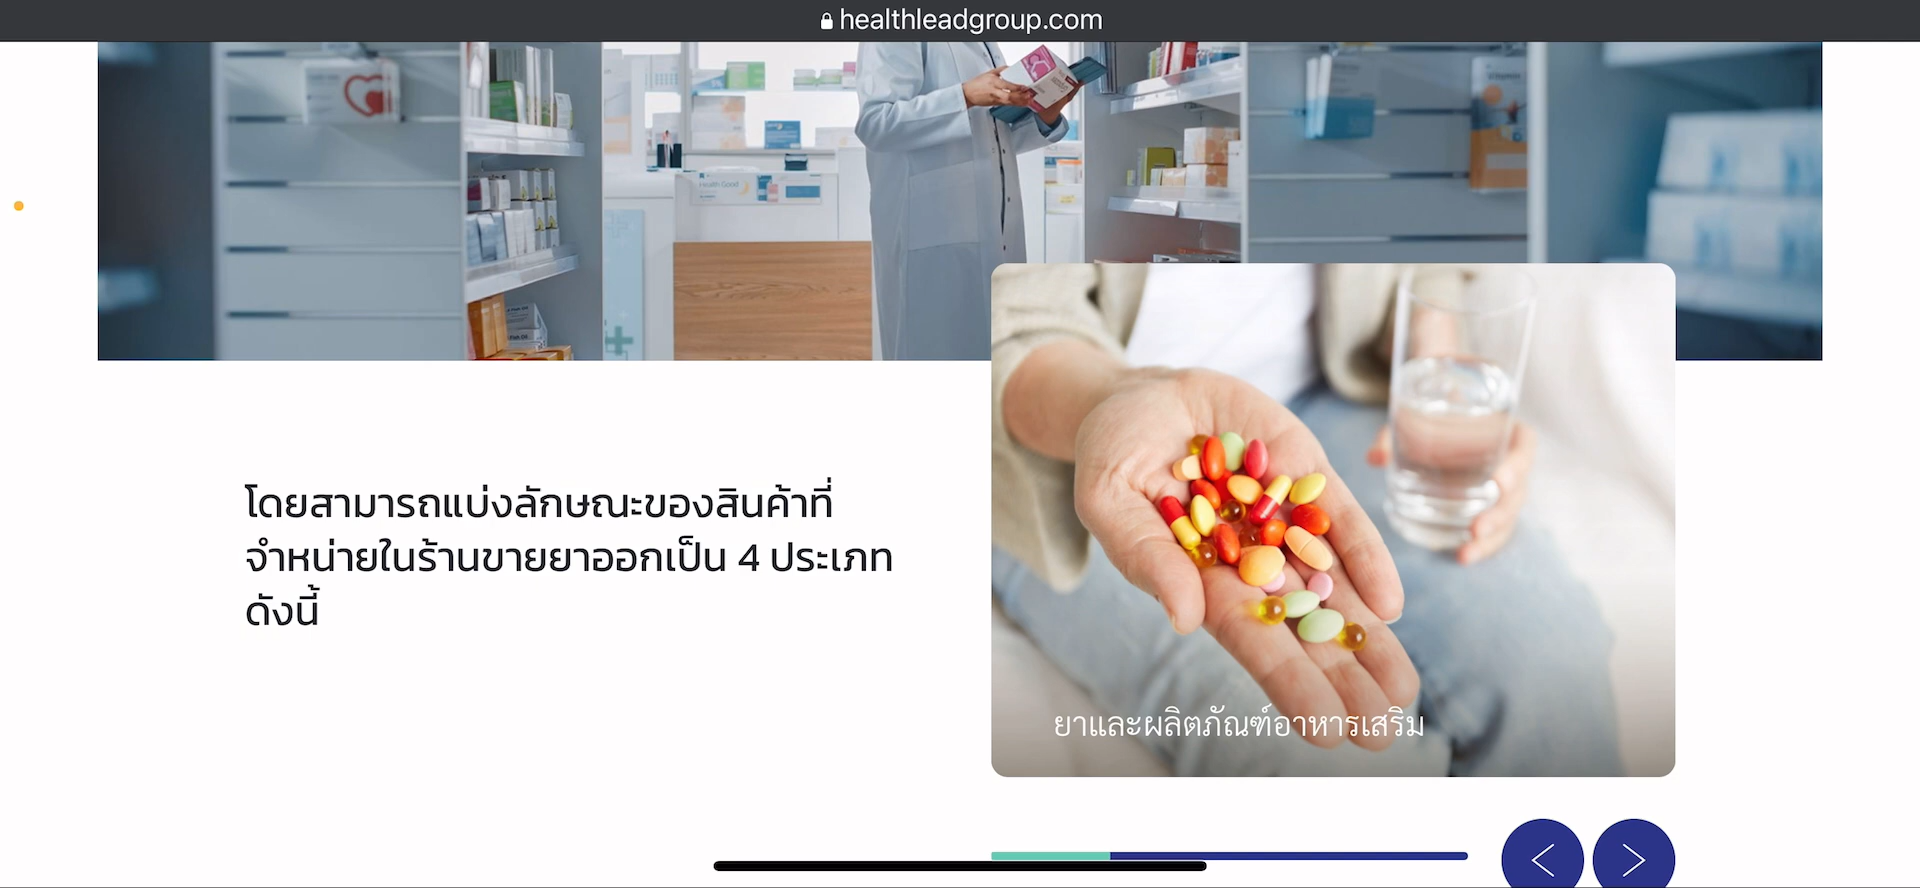 healthleadgroup.com
Health Good
โดยสามารถแบ่งลักษณะของสินค้าที่
จำหน่ายในร้านขายยาออกเป็น 4 ประเภท
ดังนี้
ยาและผลิตภัณฑ์อาหารเสริม